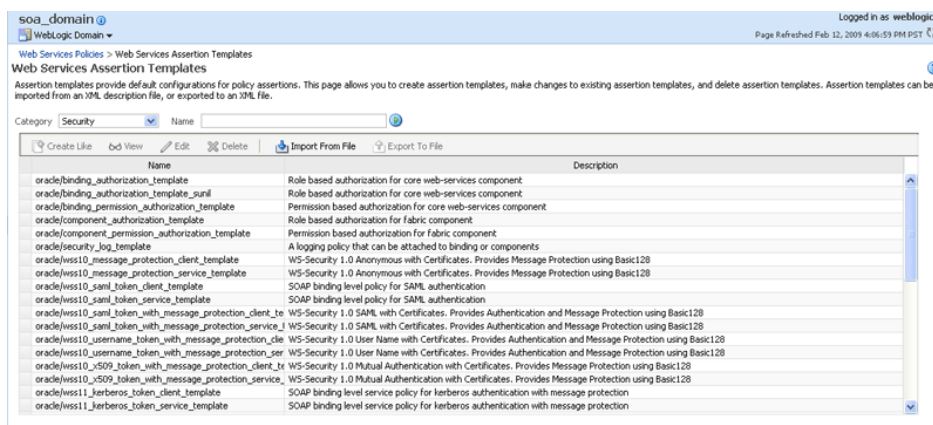 soa_domain
Logged in as weblogic
WebLogic Domain
Page Refreshed Feb 12, 2009 4:06:59 PM PST
Web Services Policies > Web Services Assertion Templates
Web Services Assertion Templates
Assertion templates provide default configurations for policy assertions. This page allows you to create assertion templates, make changes to existing assertion templates, and delete assertion templates. Assertion templates can be
imported from an XML description file, or exported to an XML file.
Category Security Name
Create Like View Edit Delete Import From File Export To File
Name Description
oracle/binding_authorization_template Role based authorization for core web-services component
oracle/binding_authorization_template_sunil Role based authorization for core web-services component
oracle/binding_permission_authorization_template Permission based authorization for core web-services component
oracle/component_authorization_template Role based authorization for fabric component
oracle/component_permission_authorization_template Permission based authorization for fabric component
oracle/security_log_template A logging policy that can be attached to binding or components
oracle/wss10_message_protection_client_template WS-Security 1.0 Anonymous with Certificates. Provides Message Protection using Basic128
oracle/wss10_message_protection_service_template WS-Security 1.0 Anonymous with Certificates. Provides Message Protection using Basic128
oracle/wss10_saml_token_client_template SOAP binding level policy for SAML authentication
oracle/wss10_saml_token_service_template SOAP binding level policy for SAML authentication
oracle/wss10_saml_token_with_message_protection_client_te WS-Security 1.0 SAML with Certificates. Provides Authentication and Message Protection using Basic128
oracle/wss10_saml_token_with_message_protection_service_t WS-Security 1.0 SAML with Certificates. Provides Authentication and Message Protection using Basic128
oracle/wss10_username_token_with_message_protection_clie WS-Security 1.0 User Name with Certificates. Provides Authentication and Message Protection using Basic128
oracle/wss10_username_token_with_message_protection_ser WS-Security 1.0 User Name with Certificates. Provides Authentication and Message Protection using Basic128
oracle/wss10_x509_token_with_message_protection_client_te WS-Security 1.0 Mutual Authentication with Certificates. Provides Message Protection using Basic128
oracle/wss10_x509_token_with_message_protection_service_ WS-Security 1.0 Mutual Authentication with Certificates. Provides Message Protection using Basic128
oracle/wss11_kerberos_token_client_template SOAP binding level service policy for kerberos authentication with message protection
oracle/wss11_kerberos_token_service_template SOAP binding level service policy for kerberos authentication with message protection